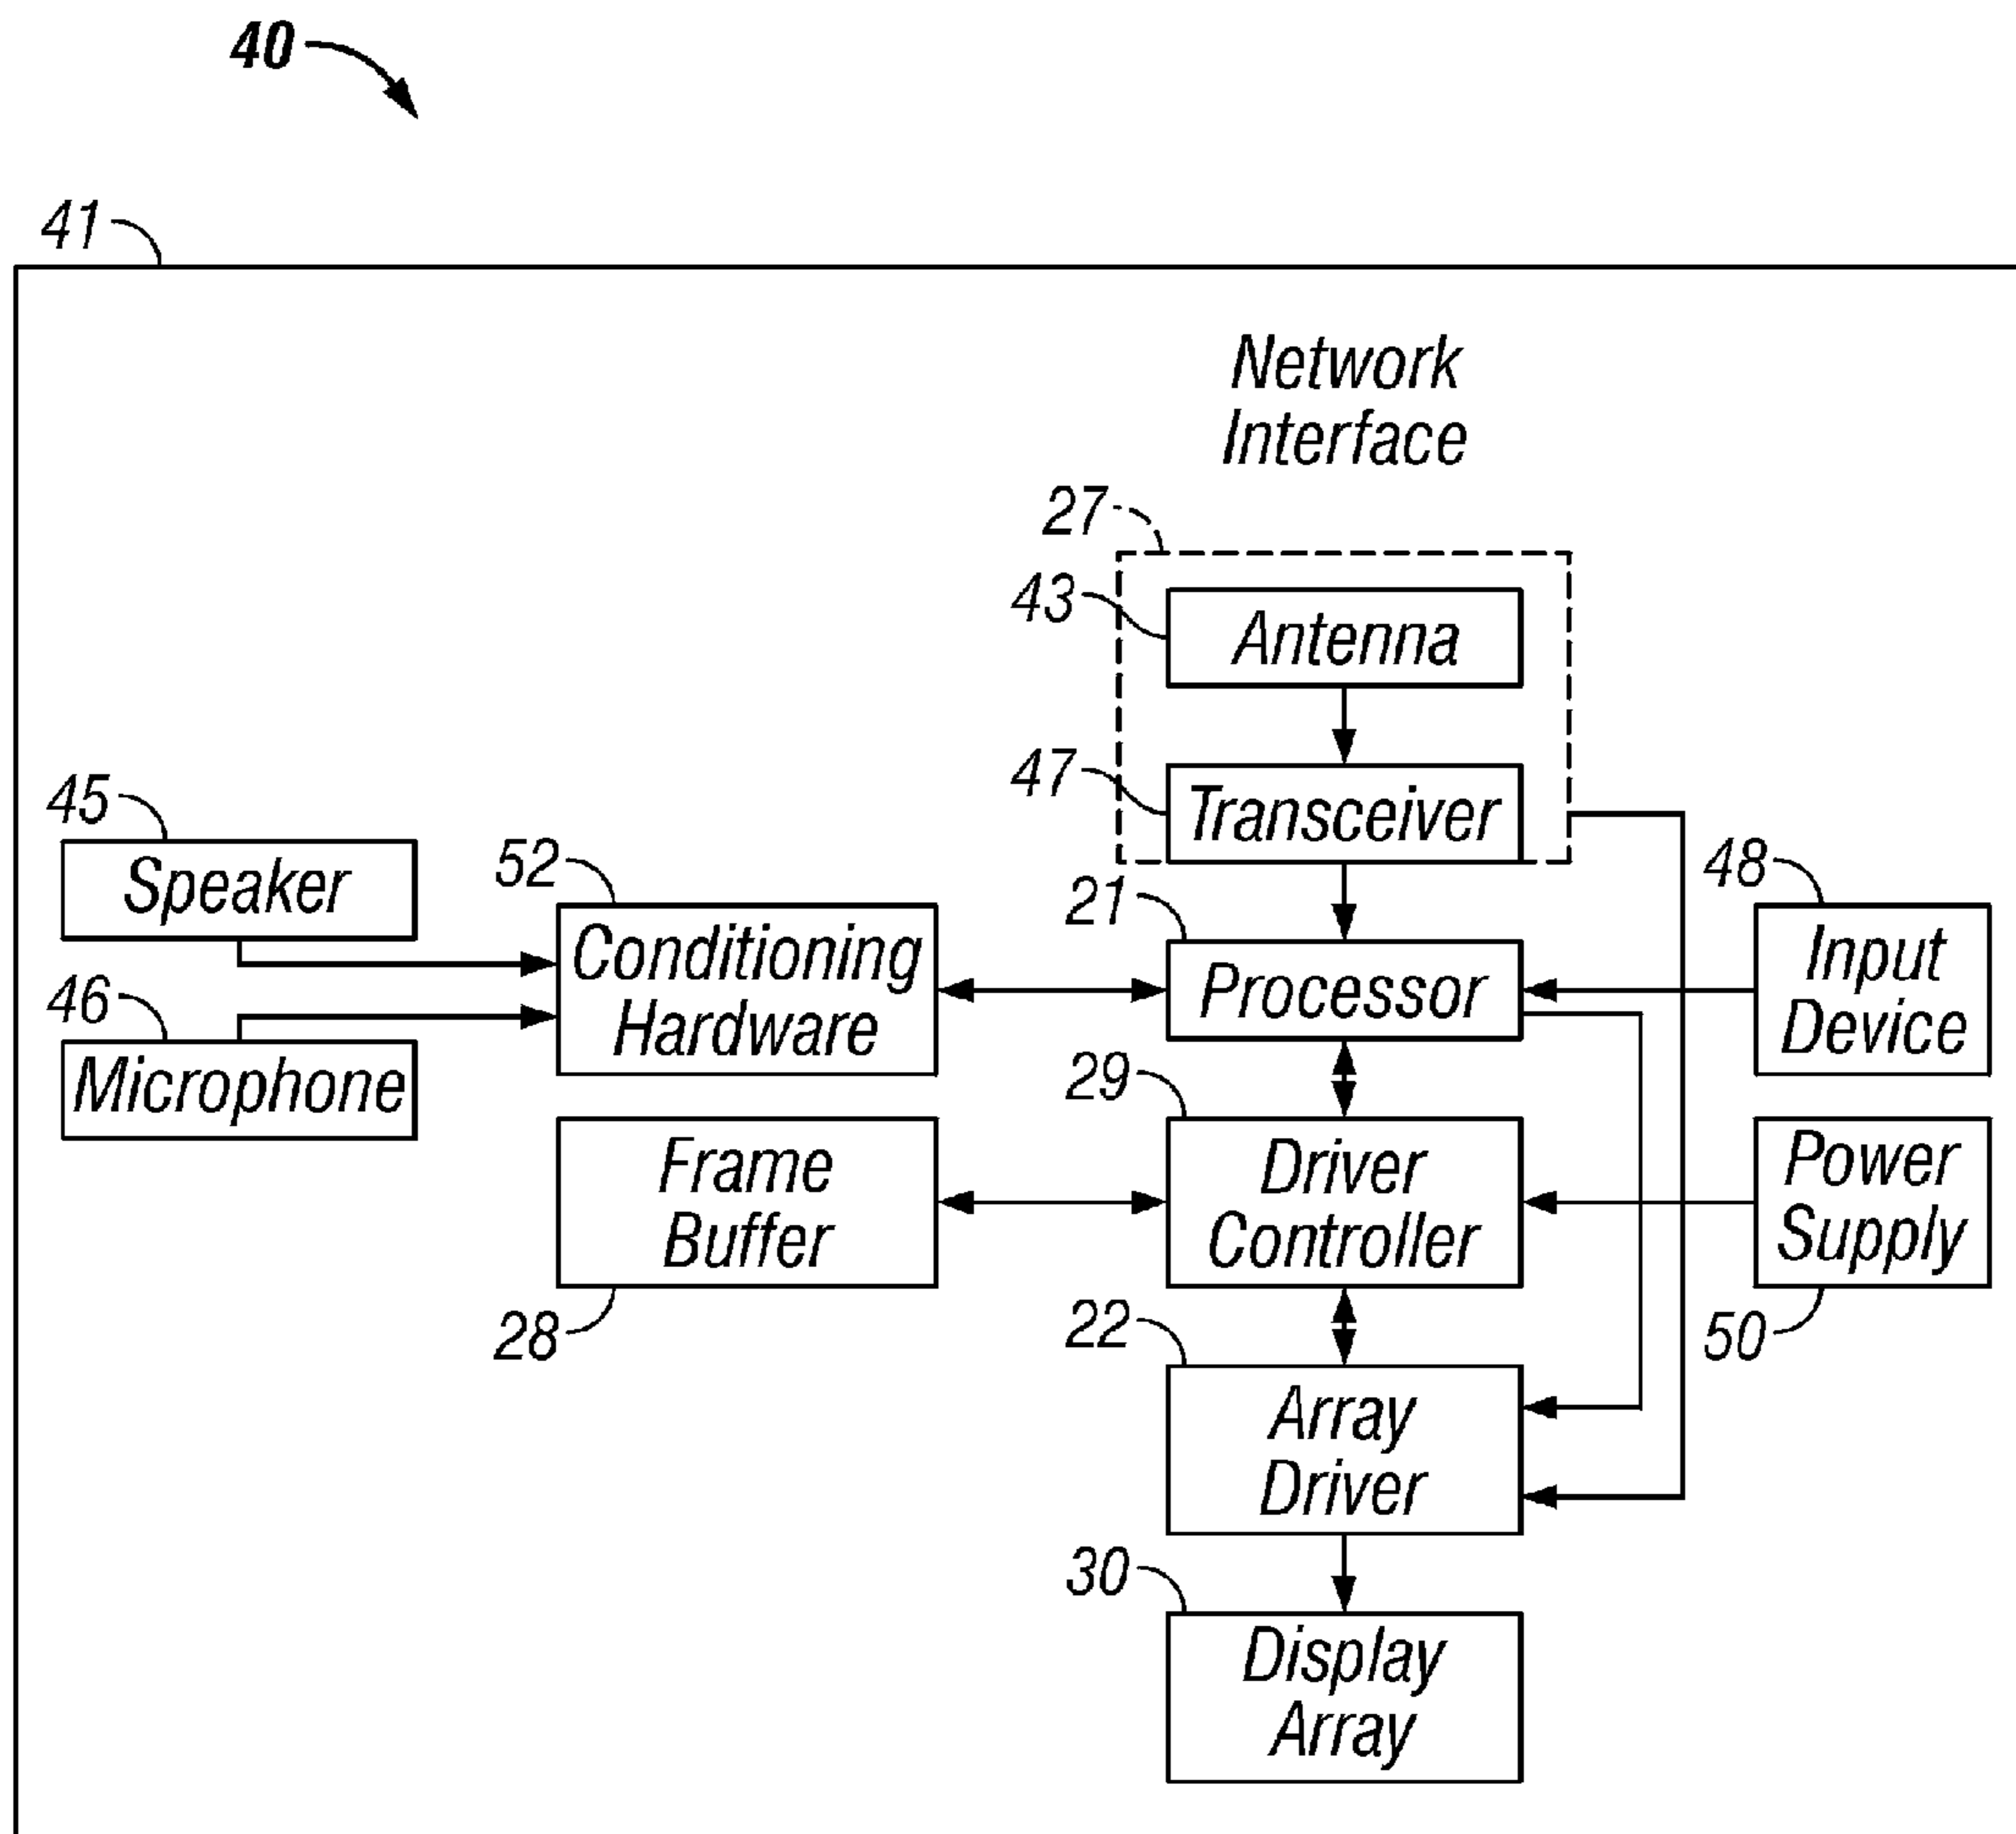 40
41
Network
Interface
27
43
Antenna
47
Transceiver
45
Speaker
52
Conditioning
Hardware
21
Processor
48
Input
Device
46
Microphone
29
Driver
Controller
Frame
Buffer
28
Power
Supply
50
22
Array
Driver
30
Display
Array